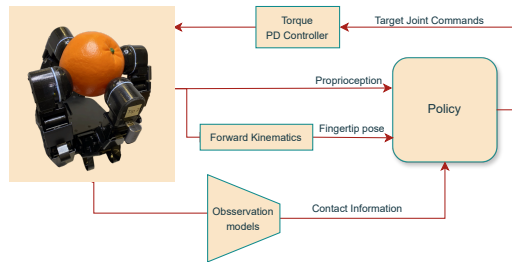 Torque
PD Controller
Target Joint Commands
Proprioception
Policy
Forward Kinematics
Fingertip pose
Obsservation
models
Contact Information